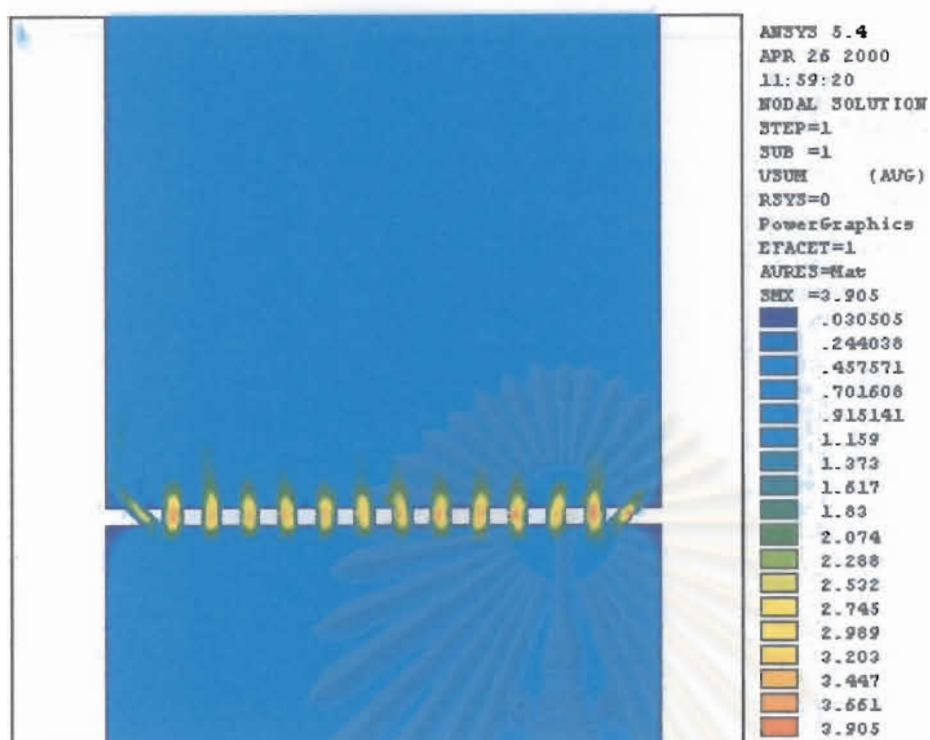 ANSYS 5.4
APR 26 2000
11:59:20
NODAL SOLUTION
STEP=1
SUB =1
USUM (AVG)
RSYS=0
PowerGraphics
EFACET=1
AVRES=Mat
SMX =3.905
.030505
.244038
.457571
.701608
.915141
1.159
1.373
1.617
1.83
2.074
2.288
2.532
2.745
2.989
3.203
3.447
3.661
3.905